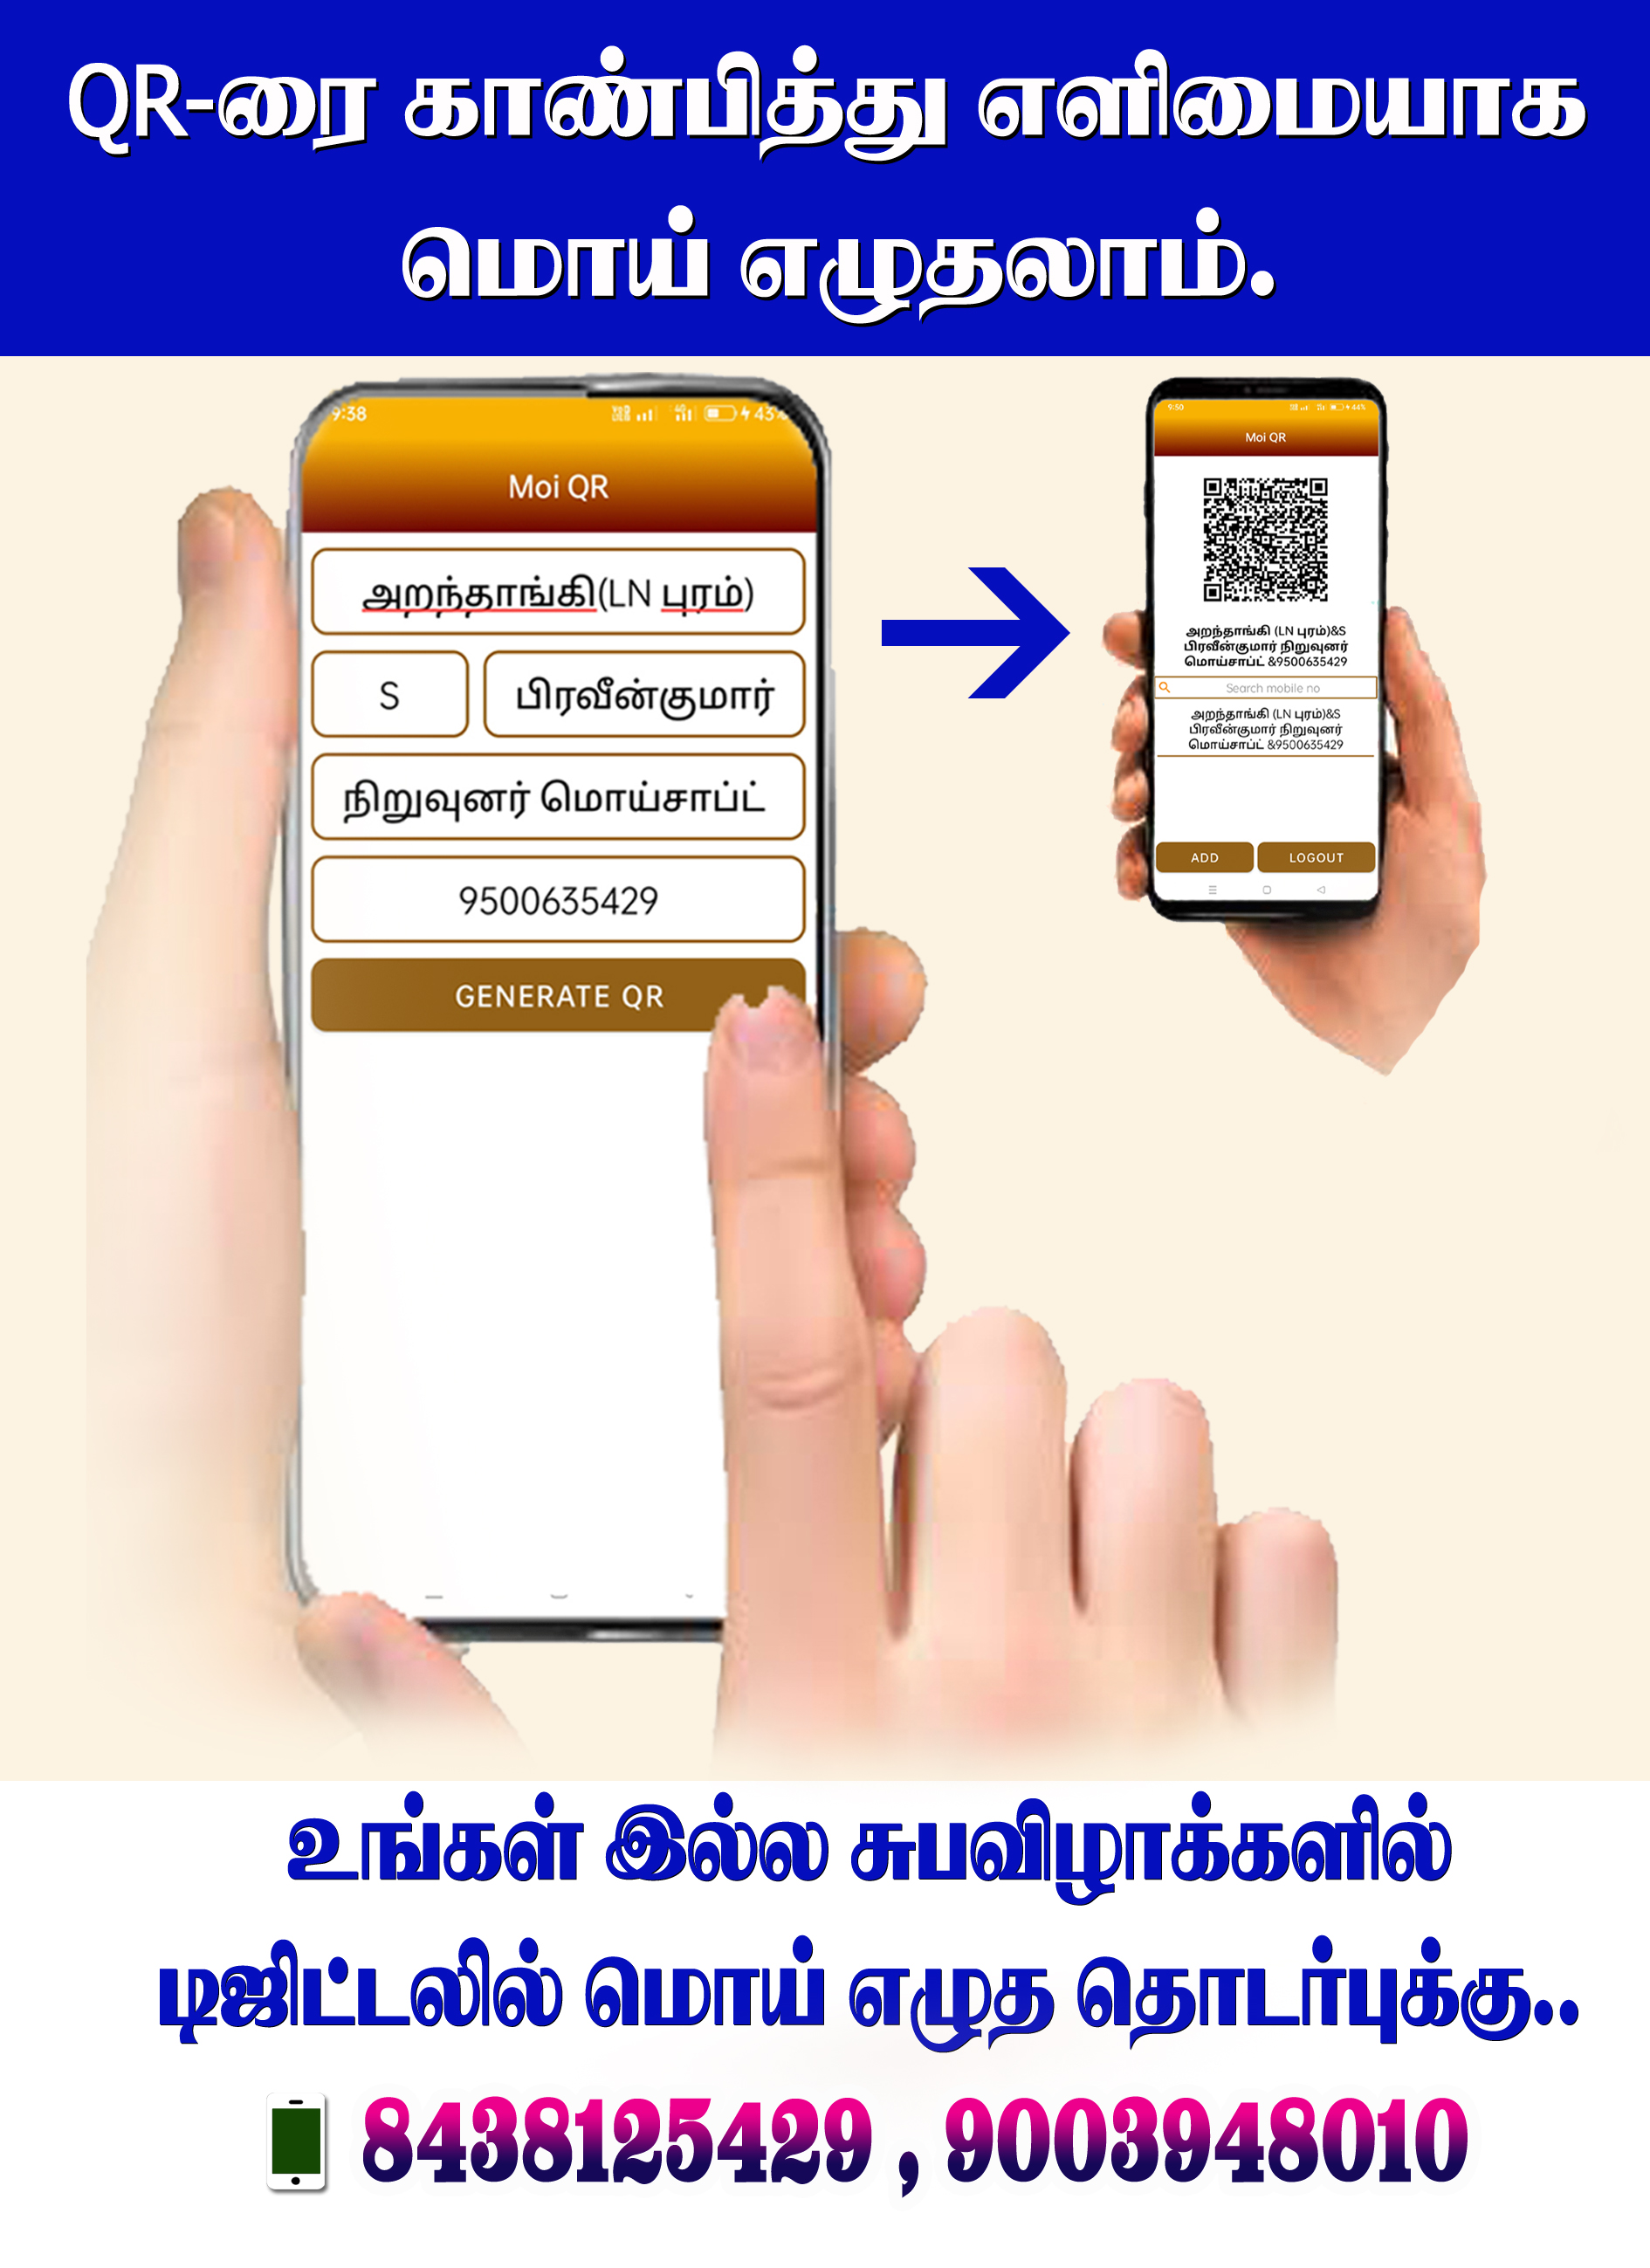 QR-ரை காண்பித்து எளிமையாக
மொய் எழுதலாம்.
9:38
43%
Moi QR
அறந்தாங்கி(LN புரம்)
S
பிரவீன்குமார்
நிறுவுனர் மொய்சாப்ட்
9500635429
GENERATE QR
9:50
44%
Moi QR
அறந்தாங்கி (LN புரம்)&S
பிரவீன்குமார் நிறுவுனர்
மொய்சாப்ட் &9500635429
Search mobile no
அறந்தாங்கி (LN புரம்)&S
பிரவீன்குமார் நிறுவுனர்
மொய்சாப்ட் &9500635429
ADD
LOGOUT
உங்கள் இல்ல சுபவிழாக்களில்
டிஜிட்டலில் மொய் எழுத தொடர்புக்கு..
8438125429 , 9003948010